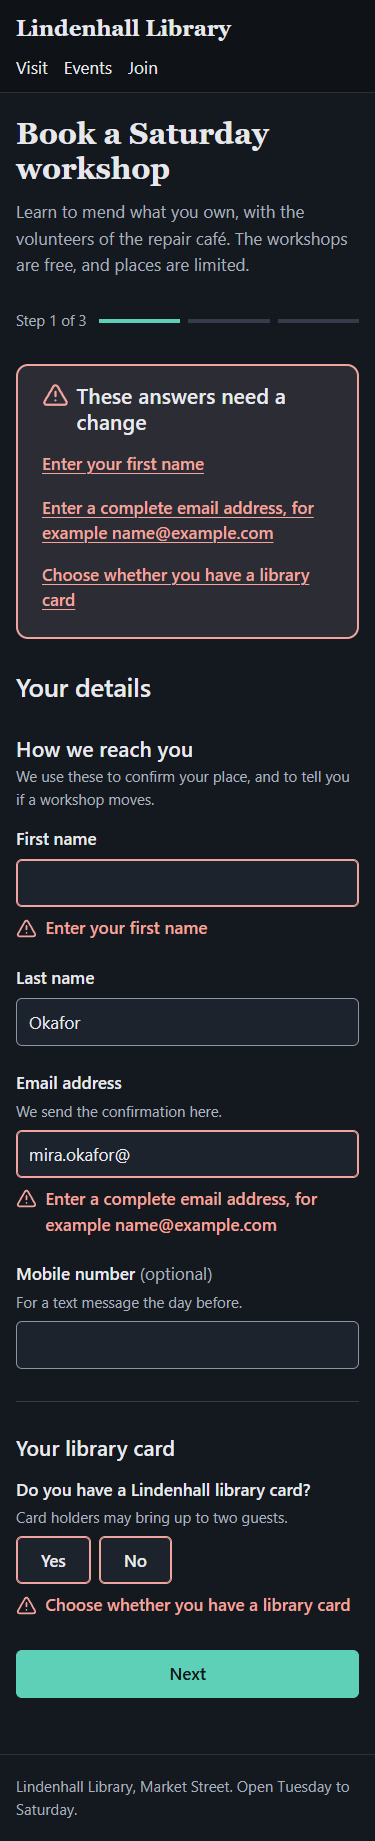 Lindenhall Library
Visit Events Join
Book a Saturday
workshop
Learn to mend what you own, with the
volunteers of the repair café. The workshops
are free, and places are limited.
Step 1 of 3
These answers need a
change
Enter your first name
Enter a complete email address, for
example name@example.com
Choose whether you have a library
card
Your details
How we reach you
We use these to confirm your place, and to tell you
if a workshop moves.
First name
Enter your first name
Last name
Okafor
Email address
We send the confirmation here.
mira.okafor@
Enter a complete email address, for
example name@example.com
Mobile number (optional)
For a text message the day before.
Your library card
Do you have a Lindenhall library card?
Card holders may bring up to two guests.
Yes No
Choose whether you have a library card
Next
Lindenhall Library, Market Street. Open Tuesday to
Saturday.